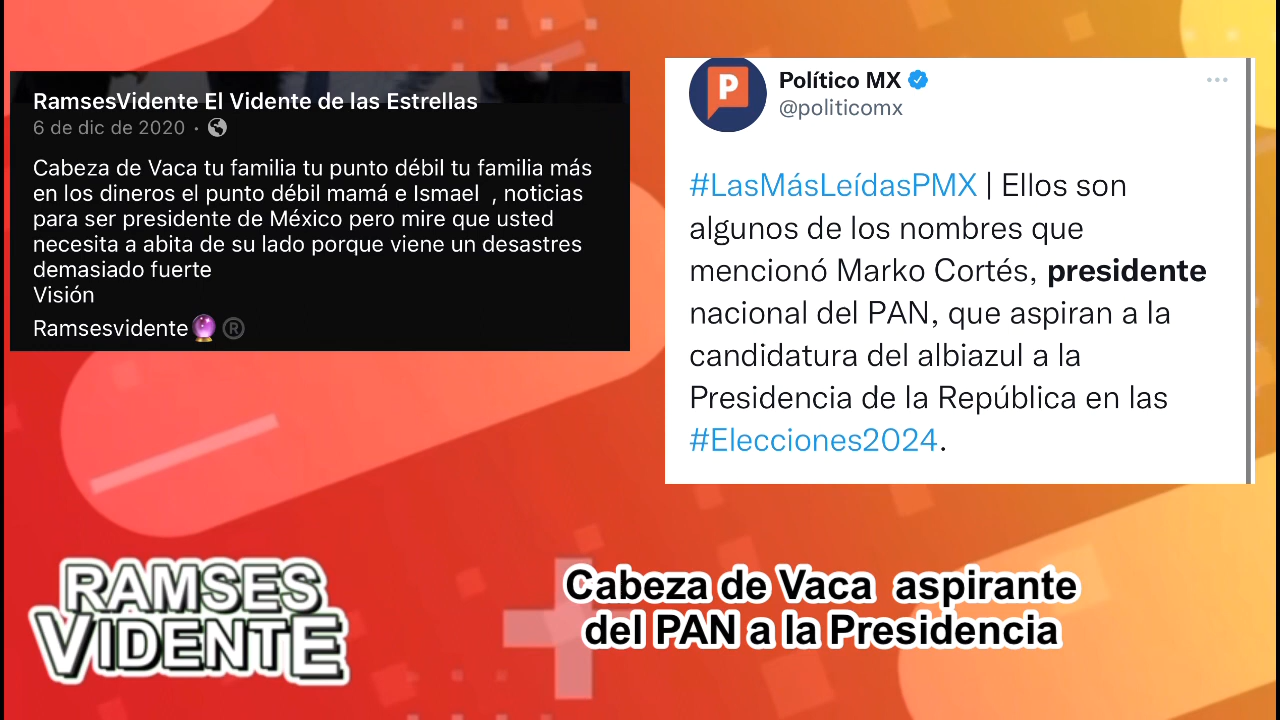 RamsesVidente El Vidente de las Estrellas
6 de dic de 2020 ·
Cabeza de Vaca tu familia tu punto débil tu familia más
en los dineros el punto débil mamá e Ismael , noticias
para ser presidente de México pero mire que usted
necesita a abita de su lado porque viene un desastres
demasiado fuerte
Visión
Ramsesvidente🔮®
P
Político MX
@politicomx
#LasMásLeídasPMX | Ellos son
algunos de los nombres que
mencionó Marko Cortés, presidente
nacional del PAN, que aspiran a la
candidatura del albiazul a la
Presidencia de la República en las
#Elecciones2024.
RAMSES
VIDENTE
Cabeza de Vaca aspirante
del PAN a la Presidencia